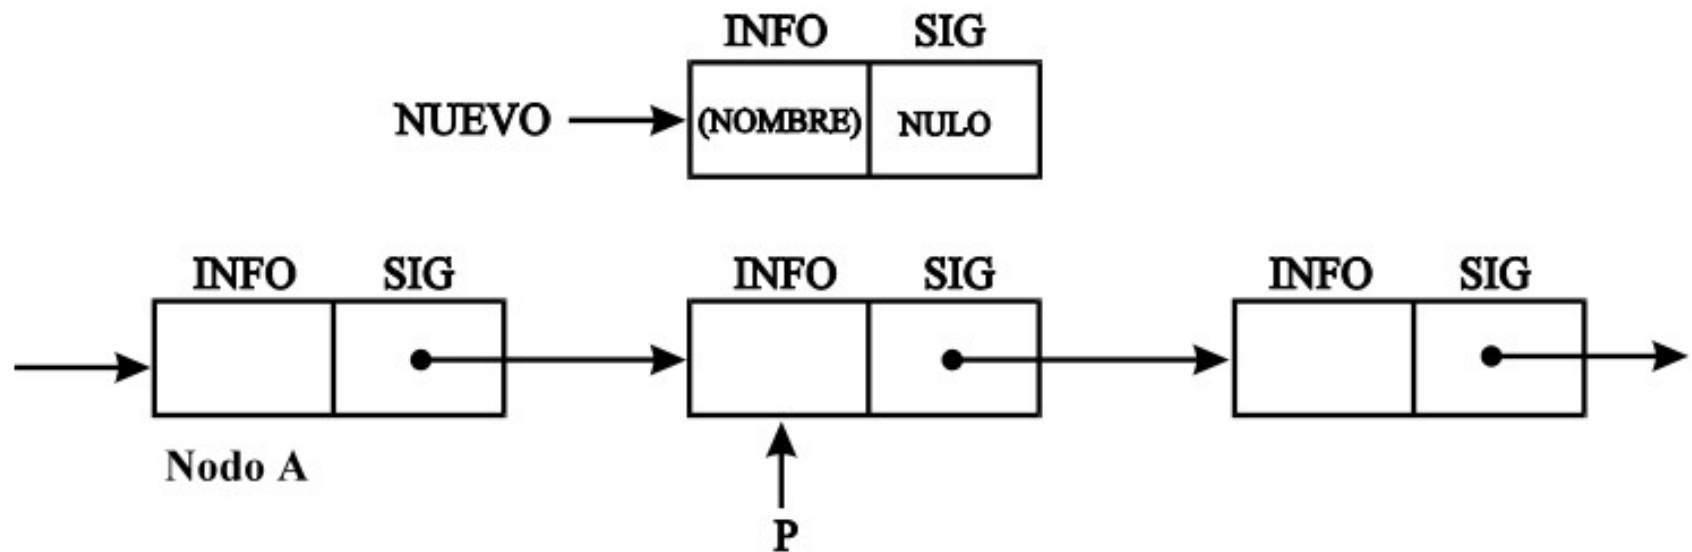 INFO SIG
NUEVO (NOMBRE) NULO
INFO SIG INFO SIG INFO SIG
Nodo A
P